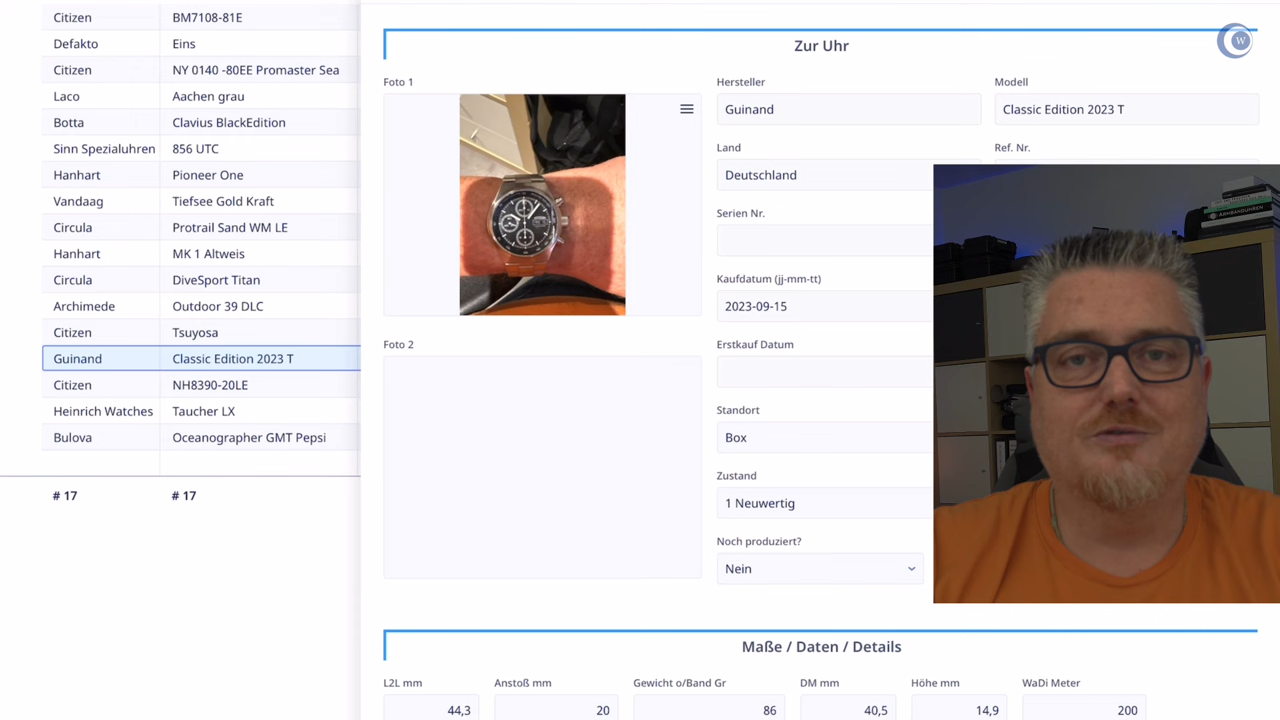 Citizen BM7108-81E
Defakto Eins
Citizen NY 0140 -80EE Promaster Sea
Laco Aachen grau
Botta Clavius BlackEdition
Sinn Spezialuhren 856 UTC
Hanhart Pioneer One
Vandaag Tiefsee Gold Kraft
Circula Protrail Sand WM LE
Hanhart MK 1 Altweis
Circula DiveSport Titan
Archimede Outdoor 39 DLC
Citizen Tsuyosa
Guinand Classic Edition 2023 T
Citizen NH8390-20LE
Heinrich Watches Taucher LX
Bulova Oceanographer GMT Pepsi
# 17 # 17
Zur Uhr
W
Foto 1
Foto 2
Hersteller
Guinand
Modell
Classic Edition 2023 T
Land
Deutschland
Ref. Nr.
Serien Nr.
Kaufdatum (jj-mm-tt)
2023-09-15
Erstkauf Datum
Standort
Box
Zustand
1 Neuwertig
Noch produziert?
Nein
ARMBANDUHREN
Maße / Daten / Details
L2L mm Anstoß mm Gewicht o/Band Gr DM mm Höhe mm WaDi Meter
44,3 20 86 40,5 14,9 200